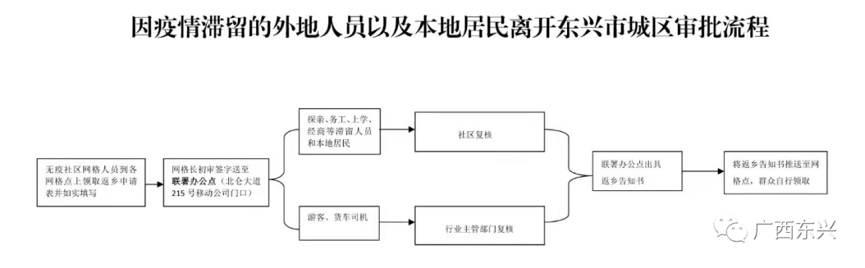 因疫情滞留的外地人员以及本地居民离开东兴市城区审批流程
无疫社区网格人员到各
网格点上领取返乡申请
表并如实填写
网格长初审签字送至
联署办公点（北仑大道
215号移动公司门口）
探亲、务工、上学、
经商等滞留人员
和本地居民
社区复核
游客、货车司机
行业主管部门复核
联署办公点出具
返乡告知书
将返乡告知书推送至网
格点，群众自行领取
广西东兴